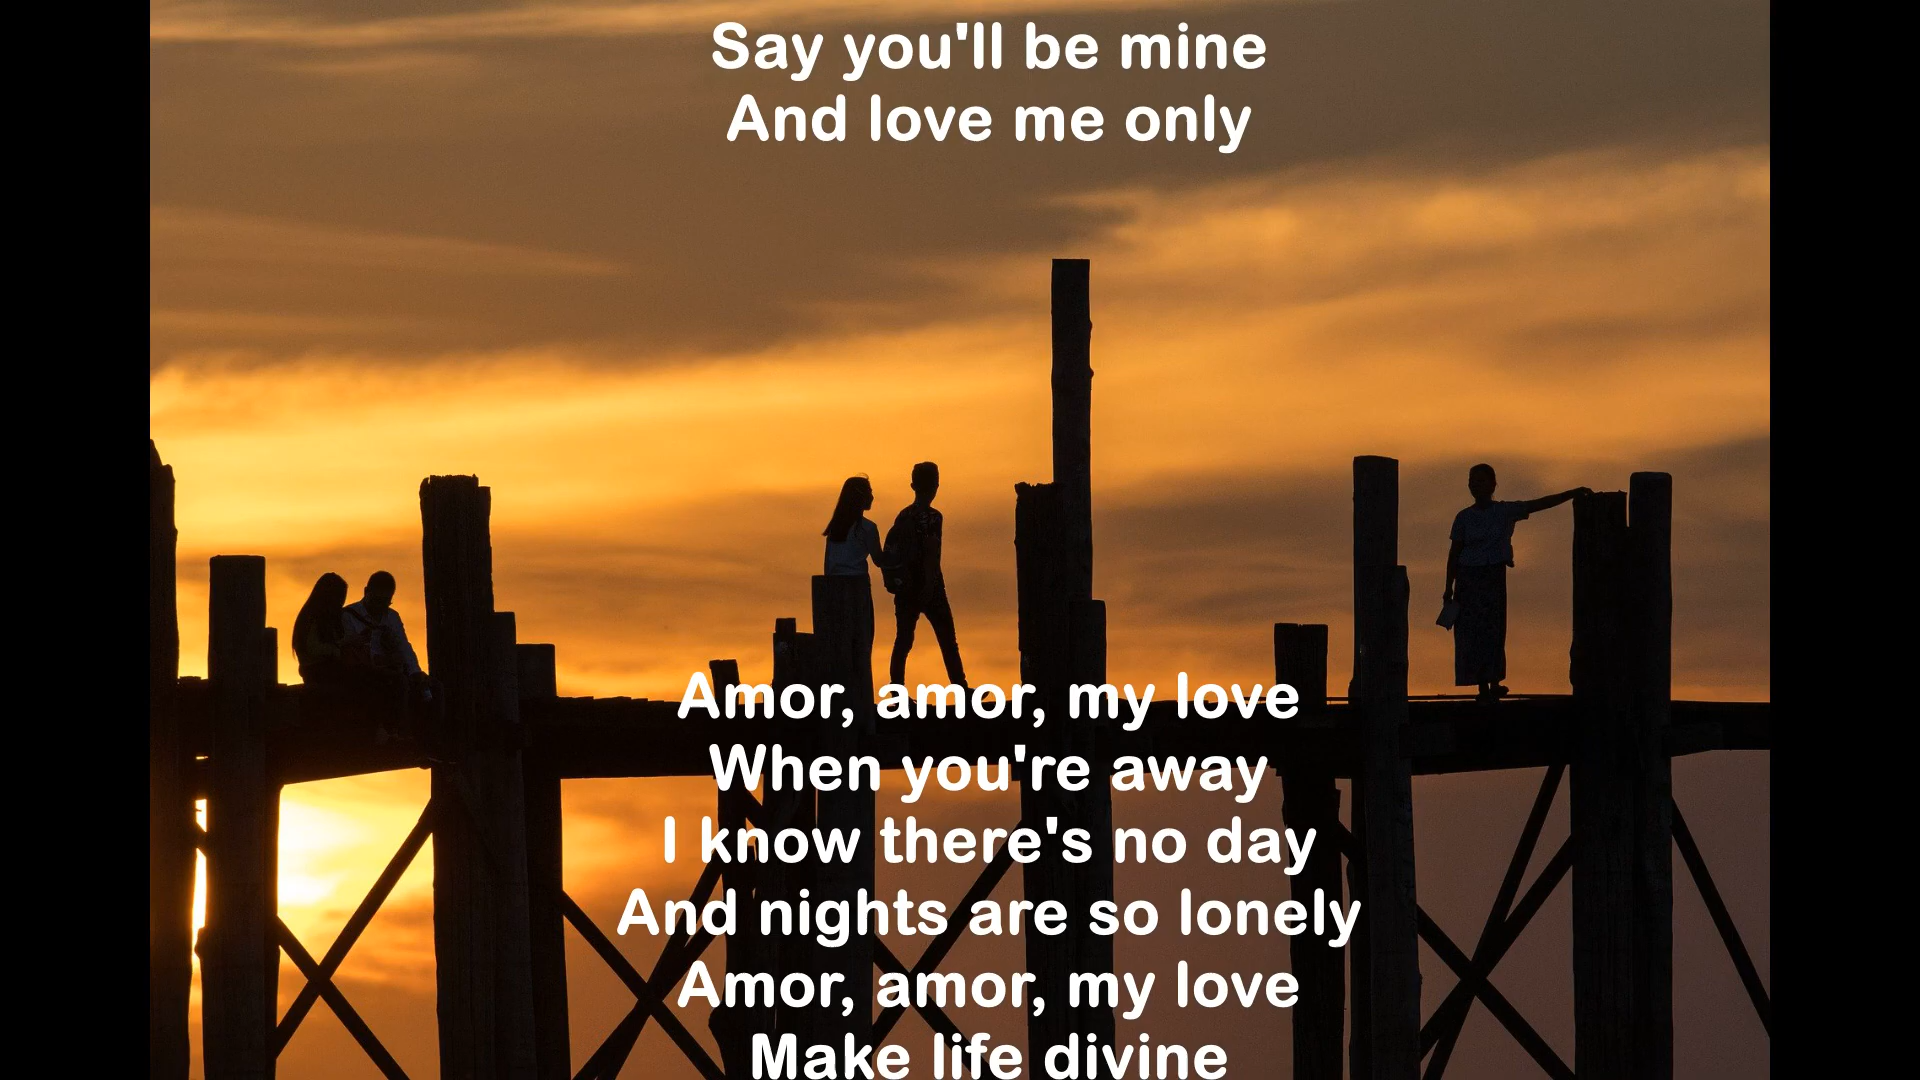 Say you'll be mine
And love me only
Amor, amor, my love
When you're away
I know there's no day
And nights are so lonely
Amor, amor, my love
Make life divine